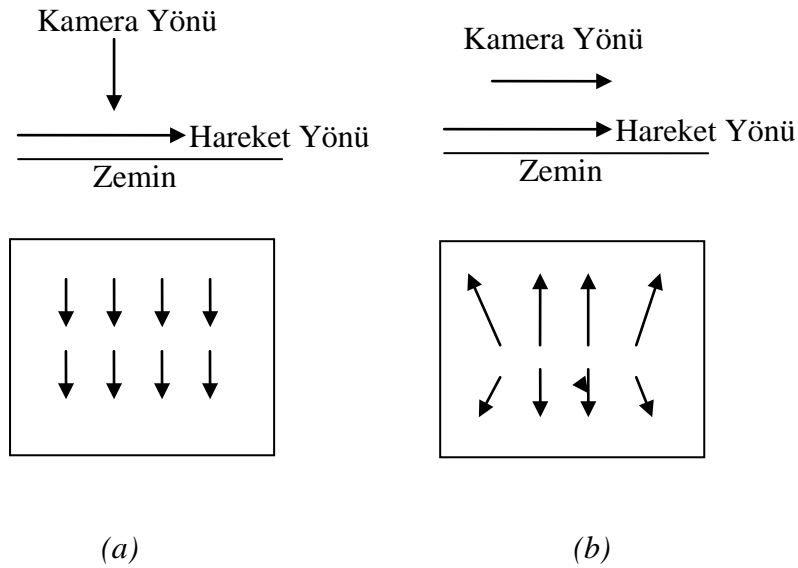 Kamera Yönü
Hareket Yönü
Zemin
(a)
Kamera Yönü
Hareket Yönü
Zemin
(b)